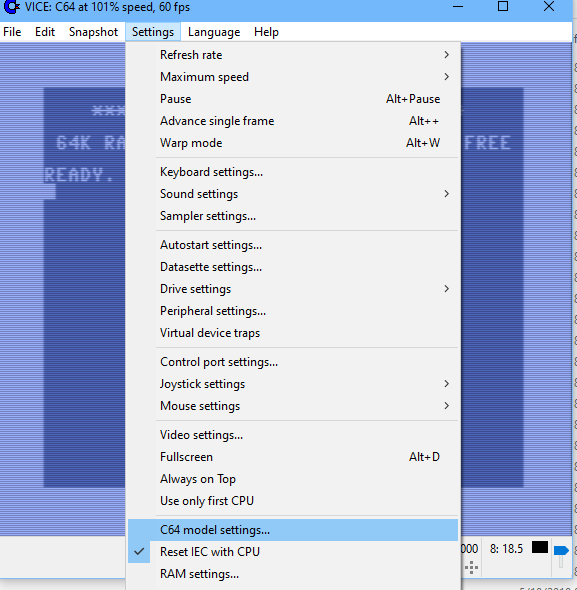 VICE: C64 at 101% speed, 60 fps
File Edit Snapshot Settings Language Help
Refresh rate
Maximum speed
Pause Alt+Pause
Advance single frame Alt++
Warp mode Alt+W
Keyboard settings...
Sound settings
Sampler settings...
Autostart settings...
Datasette settings...
Drive settings
Peripheral settings...
Virtual device traps
Control port settings...
Joystick settings
Mouse settings
Video settings...
Fullscreen Alt+D
Always on Top
Use only first CPU
C64 model settings...
Reset IEC with CPU
RAM settings...
64K RA
FREE
READY.
000 8: 18.5